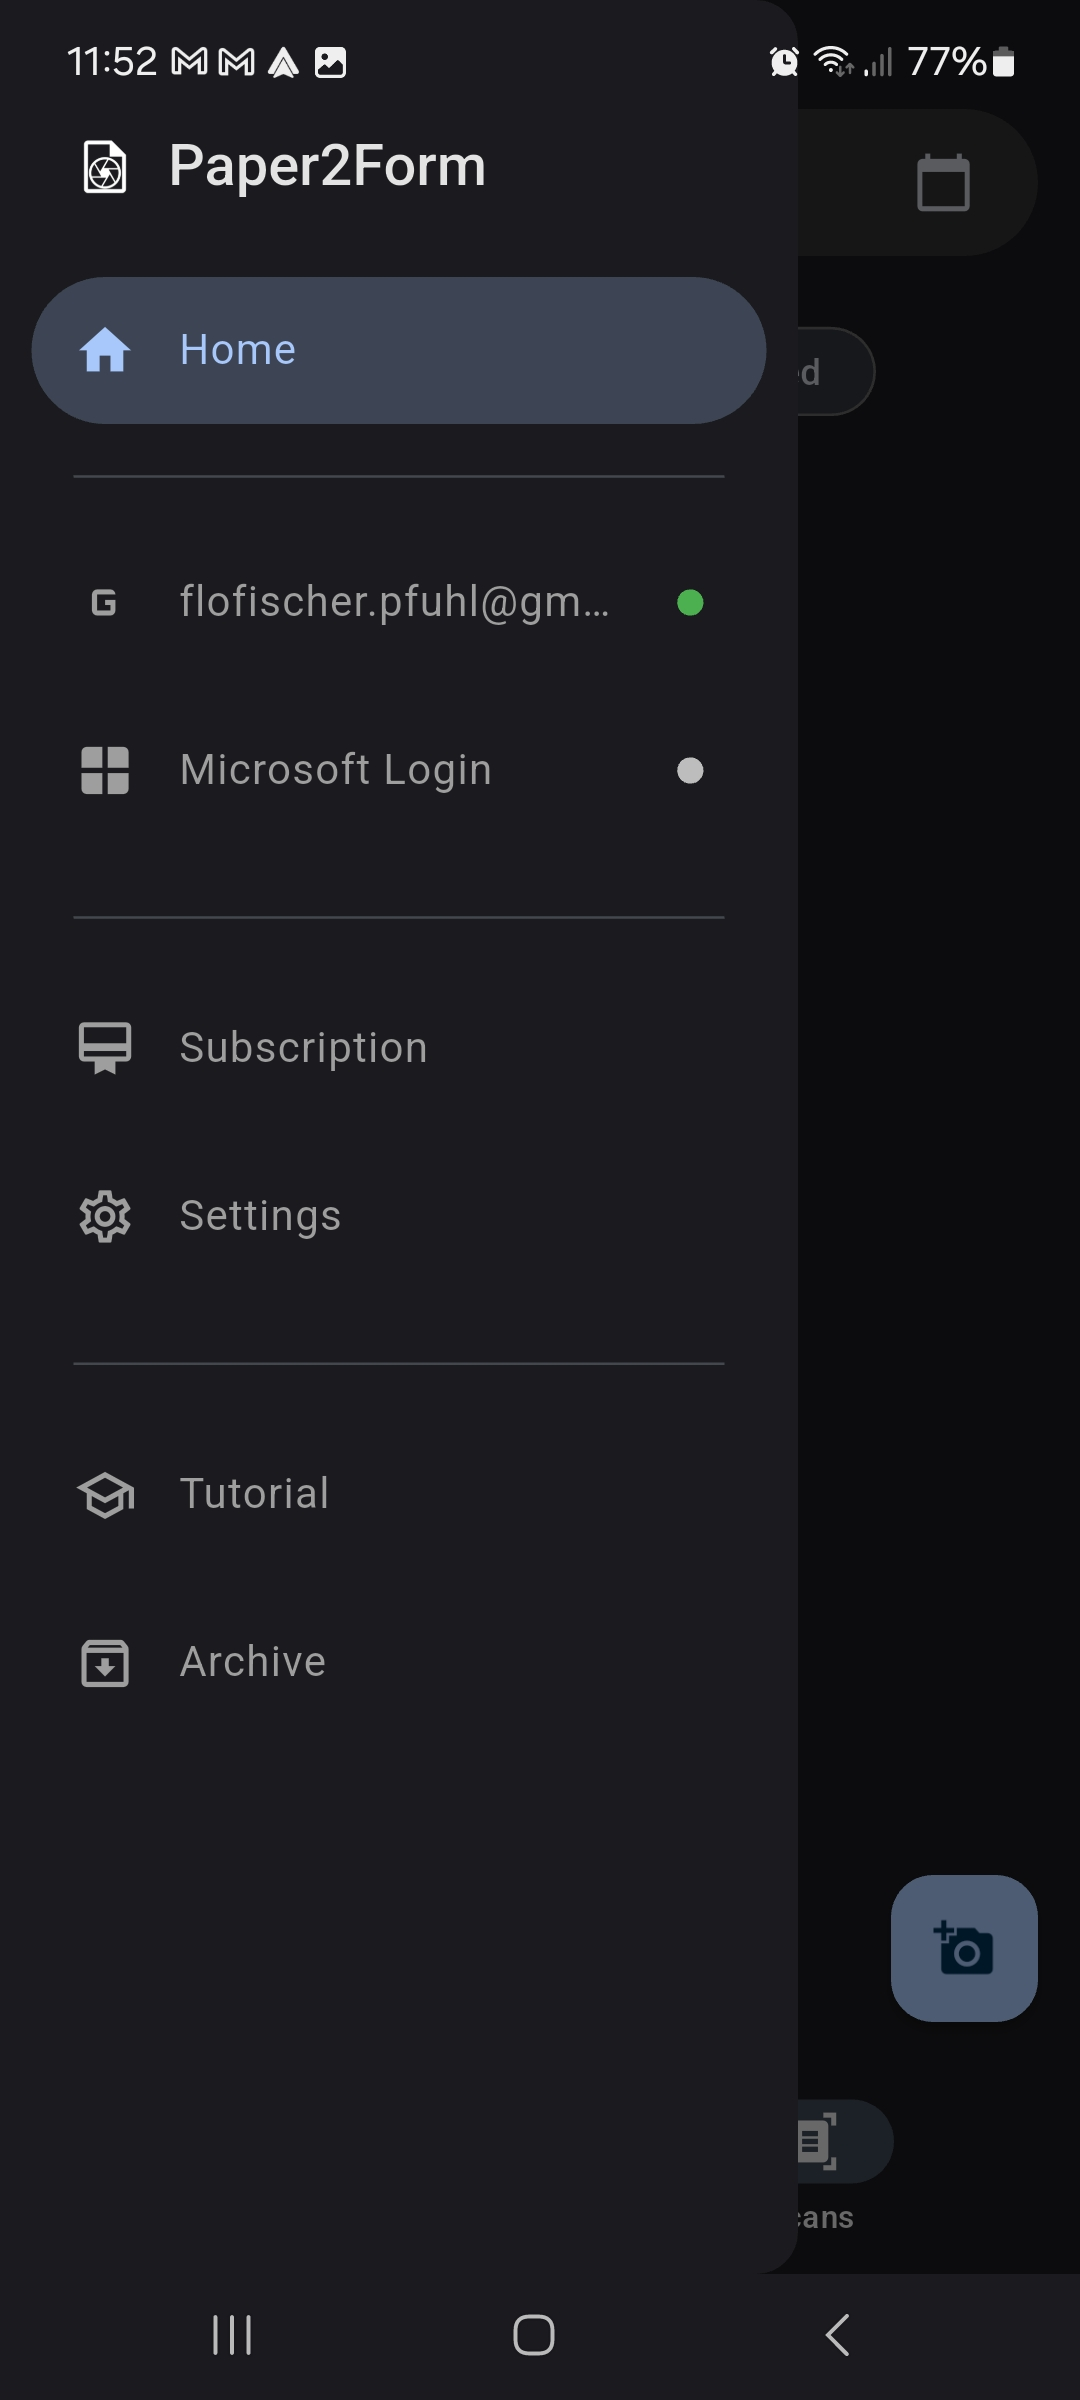 11:52
77%
Paper2Form
Home
flofischer.pfuhl@gm...
Microsoft Login
Subscription
Settings
Tutorial
Archive